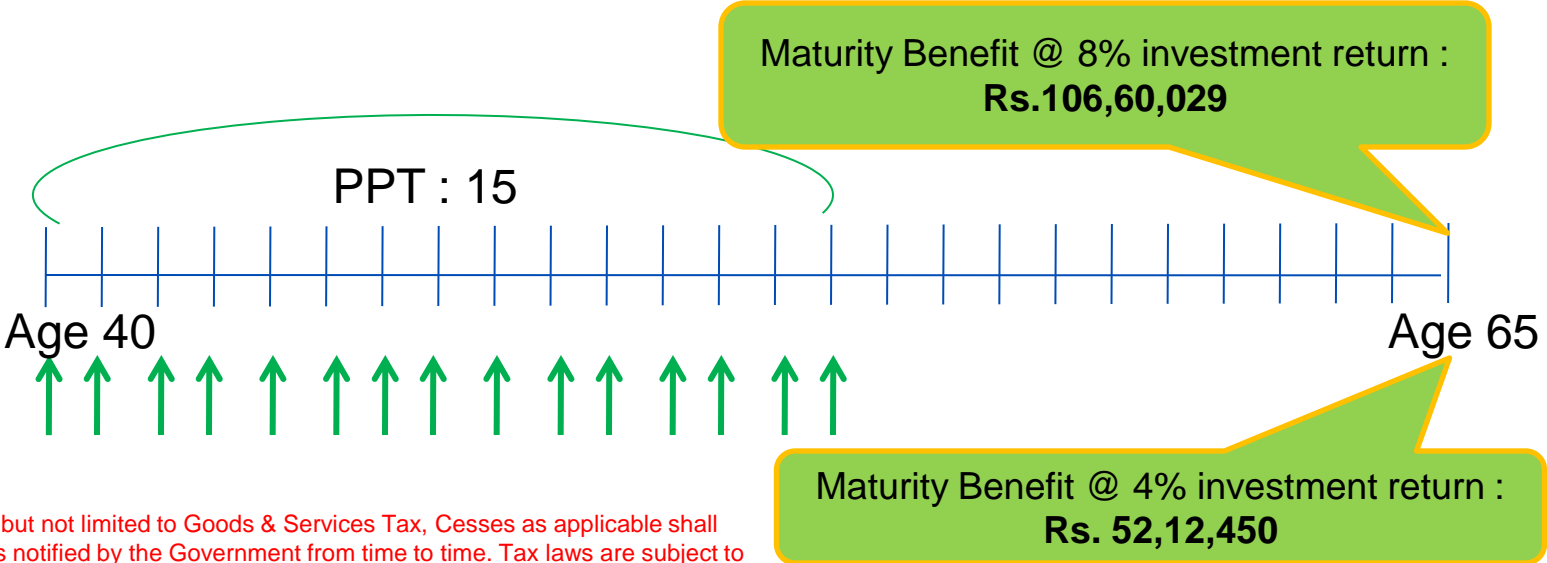 Maturity Benefit @ 8% investment return :
Rs.106,60,029
PPT : 15
Age 40
Age 65
Maturity Benefit @ 4% investment return :
Rs. 52,12,450
but not limited to Goods & Services Tax, Cesses as applicable shall
s notified by the Government from time to time. Tax laws are subject to